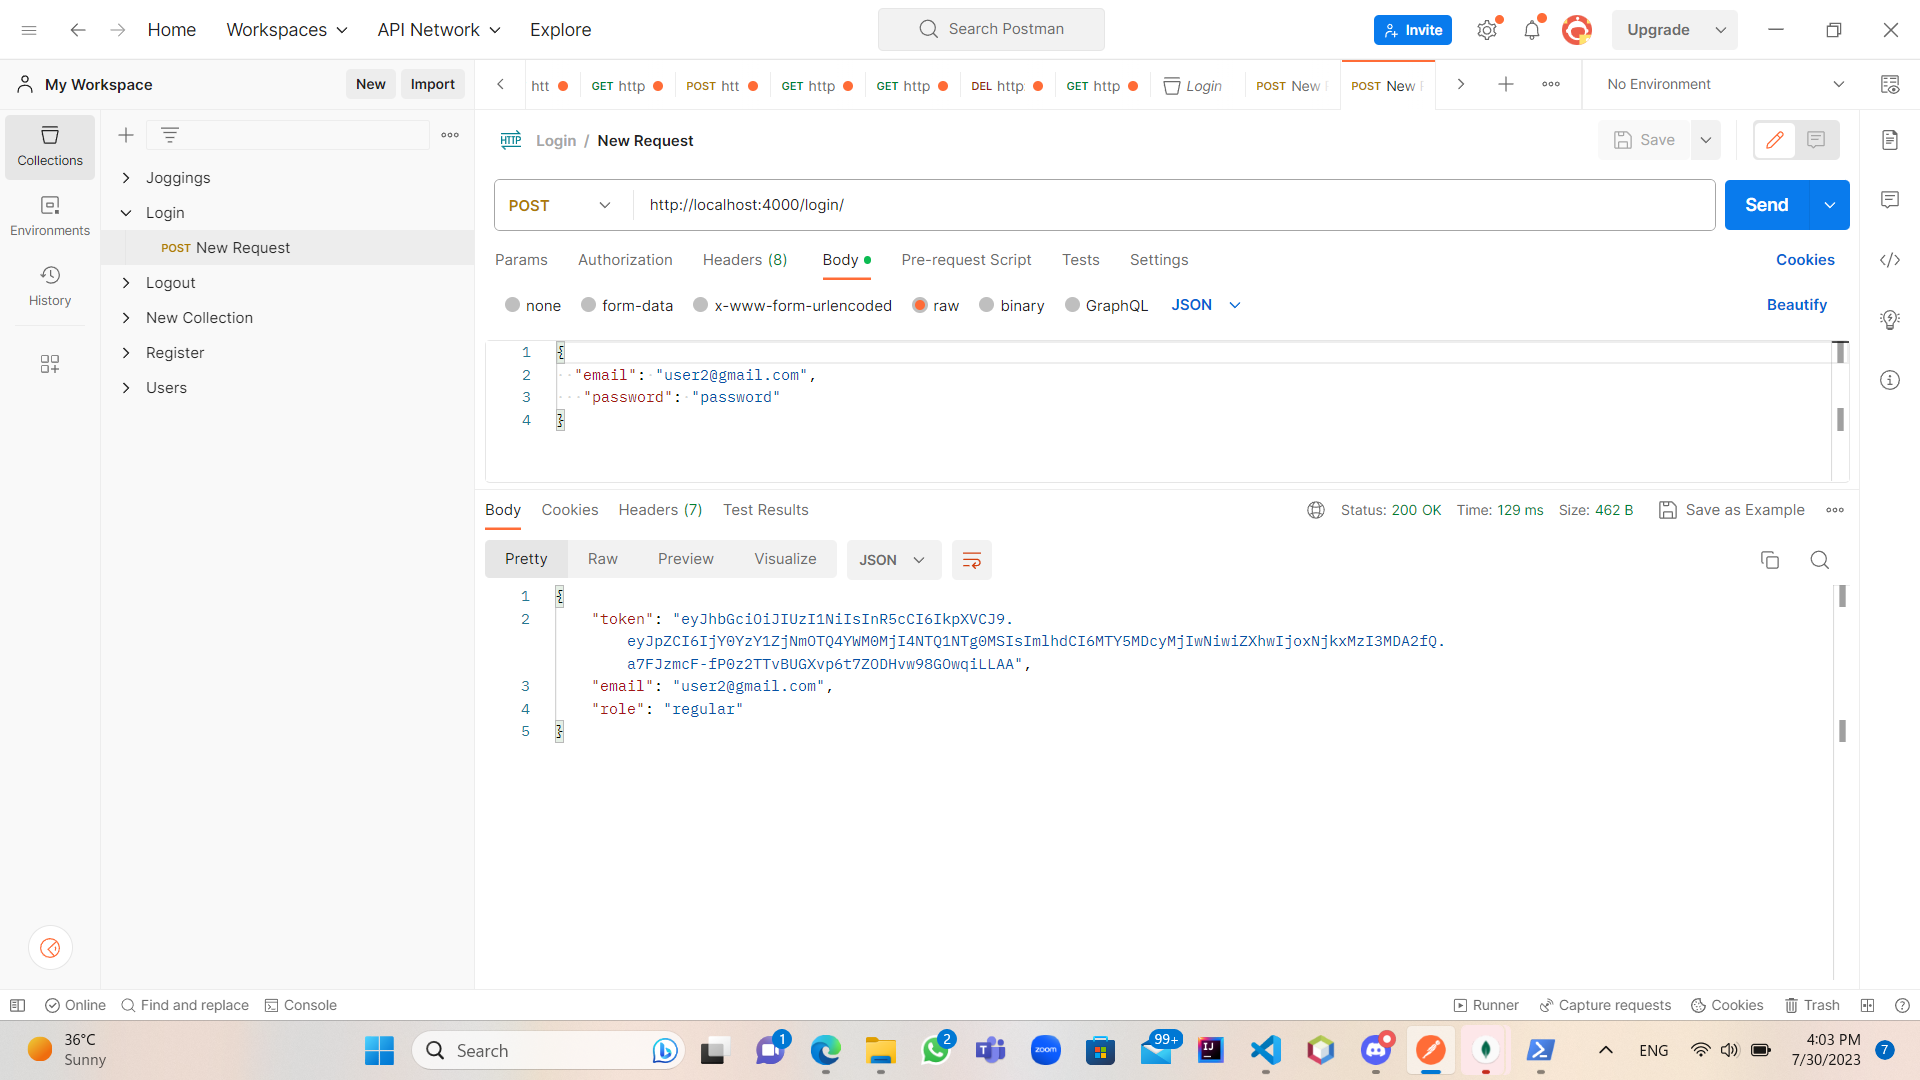 Home
Workspaces
API Network
Explore
Search Postman
Invite
Upgrade
My Workspace
New
Import
htt
GET http
POST htt
GET http
GET http
DEL http
GET http
Login
POST New
POST New
No Environment
Collections
Environments
History
Joggings
Login
POST New Request
Logout
New Collection
Register
Users
HTTP
Login / New Request
Save
POST
http://localhost:4000/login/
Send
Params
Authorization
Headers (8)
Body
Pre-request Script
Tests
Settings
Cookies
none
form-data
x-www-form-urlencoded
raw
binary
GraphQL
JSON
Beautify
1 {
2 "email": "user2@gmail.com",
3 "password": "password"
4 }
Body
Cookies
Headers (7)
Test Results
Status: 200 OK
Time: 129 ms
Size: 462 B
Save as Example
Pretty
Raw
Preview
Visualize
JSON
1 {
2 "token": "eyJhbGciOiJIUzI1NiIsInR5cCI6IkpXVCJ9.
eyJpZCI6IjY0YzY1ZjNmOTQ4YWM0MjI4NTQ1NTg0MSIsImlhdCI6MTY5MDcyMjIwNiwiZXhwIjoxNjkxMzI3MDA2fQ.
a7FJzmcF-fP0z2TTvBUGXvp6t7ZODHvw98GOwqiLLAA",
3 "email": "user2@gmail.com",
4 "role": "regular"
5 }
Online
Find and replace
Console
Runner
Capture requests
Cookies
Trash
36°C
Sunny
Search
1
2
zoom
99+
IJ
ENG
4:03 PM
7/30/2023
7